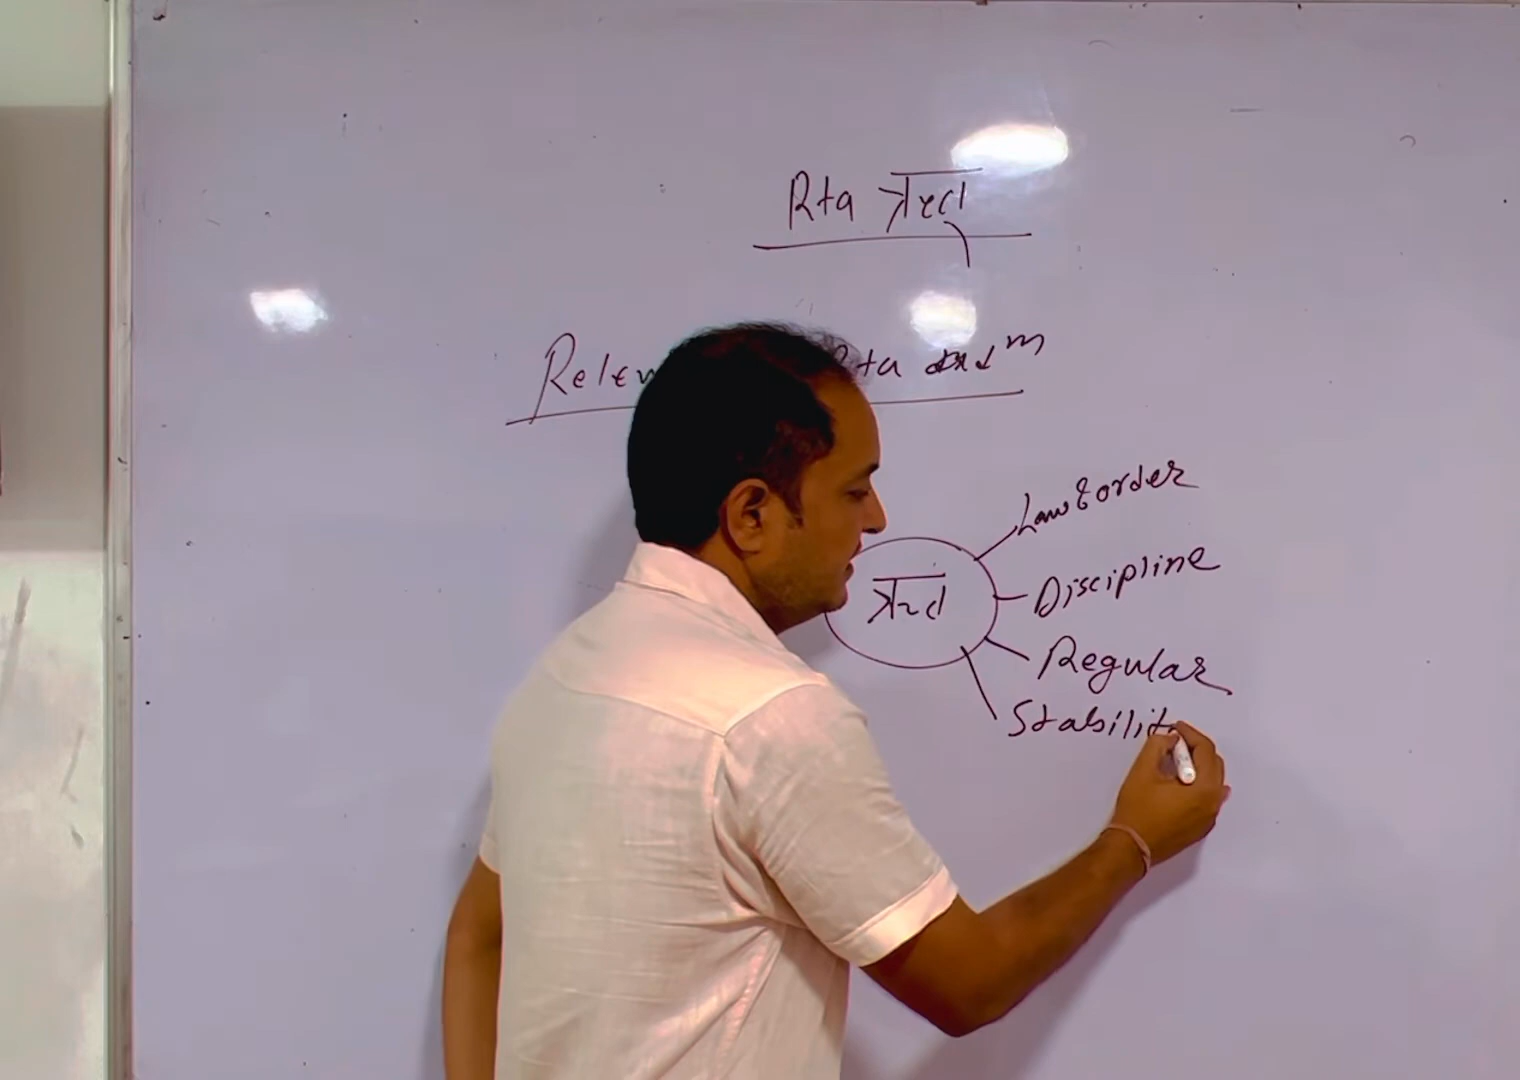 Rta ऋत
Rta
Law & order
Discipline
ऋत
Regular
Stabilit